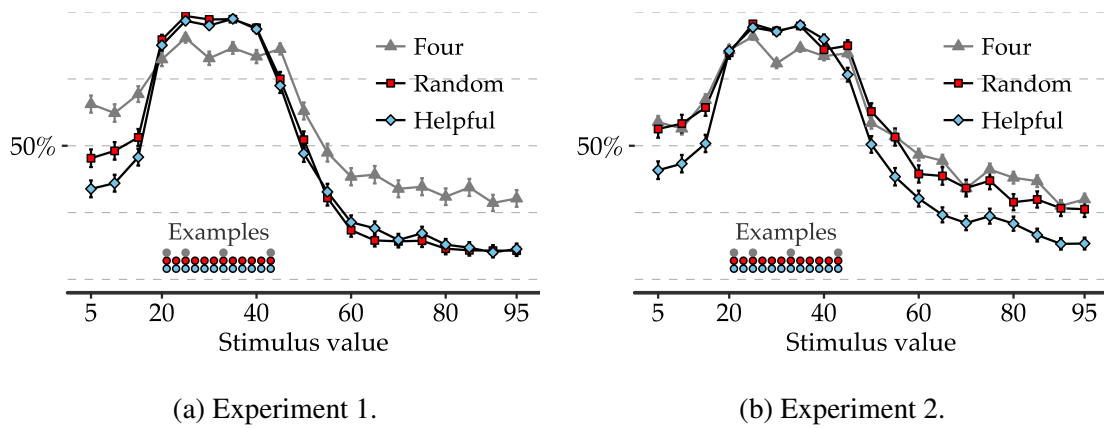 Four
Random
Helpful
50%
Examples
5 20 40 60 80 95
Stimulus value
(a) Experiment 1.
Four
Random
Helpful
50%
Examples
5 20 40 60 80 95
Stimulus value
(b) Experiment 2.